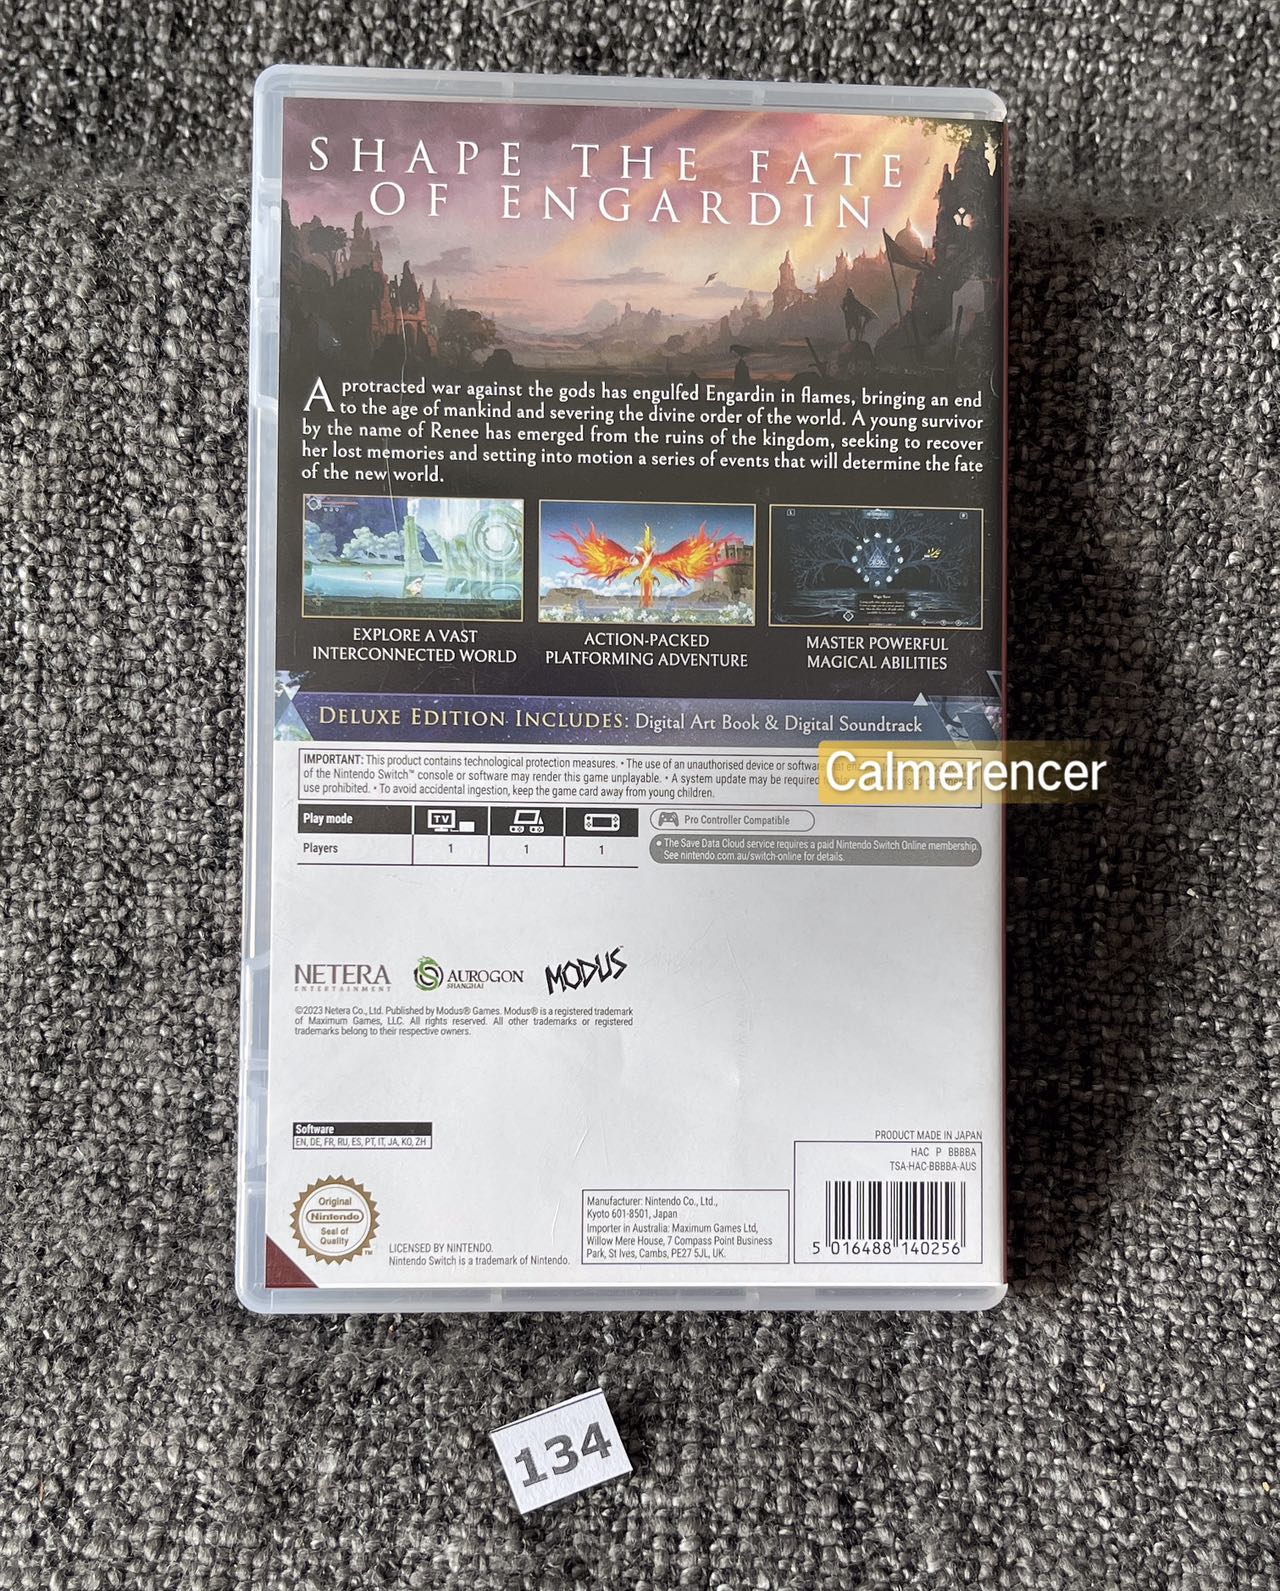 SHAPE THE FATE
OF ENGARDIN
A protracted war against the gods has engulfed Engardin in flames, bringing an end
to the age of mankind and severing the divine order of the world. A young survivor
by the name of Renee has emerged from the ruins of the kingdom, seeking to recover
her lost memories and setting into motion a series of events that will determine the fate
of the new world.
EXPLORE A VAST
INTERCONNECTED WORLD
ACTION-PACKED
PLATFORMING ADVENTURE
MASTER POWERFUL
MAGICAL ABILITIES
DELUXE EDITION INCLUDES: Digital Art Book & Digital Soundtrack
IMPORTANT: This product contains technological protection measures. • The use of an unauthorised device or software
of the Nintendo Switch™ console or software may render this game unplayable. • A system update may be required
use prohibited. • To avoid accidental ingestion, keep the game card away from young children.
Calmerencer
Play mode TV
Players 1 1 1
Pro Controller Compatible
• The Save Data Cloud service requires a paid Nintendo Switch Online membership.
See nintendo.com.au/switch-online for details.
NETERA
ENTERTAINMENT
AUROGON
SHANGHAI
MODUS™
©2023 Netera Co., Ltd. Published by Modus® Games. Modus® is a registered trademark
of Maximum Games, LLC. All rights reserved. All other trademarks or registered
trademarks belong to their respective owners.
Software
EN, DE, FR, RU, ES, PT, IT, JA, KO, ZH
PRODUCT MADE IN JAPAN
HAC P BBBBA
TSA-HAC-BBBBA-AUS
5 016488 140256
Original
Nintendo
Seal of
Quality
TM
LICENSED BY NINTENDO.
Nintendo Switch is a trademark of Nintendo.
Manufacturer: Nintendo Co., Ltd.,
Kyoto 601-8501, Japan
Importer in Australia: Maximum Games Ltd,
Willow Mere House, 7 Compass Point Business
Park, St Ives, Cambs, PE27 5JL, UK.
134